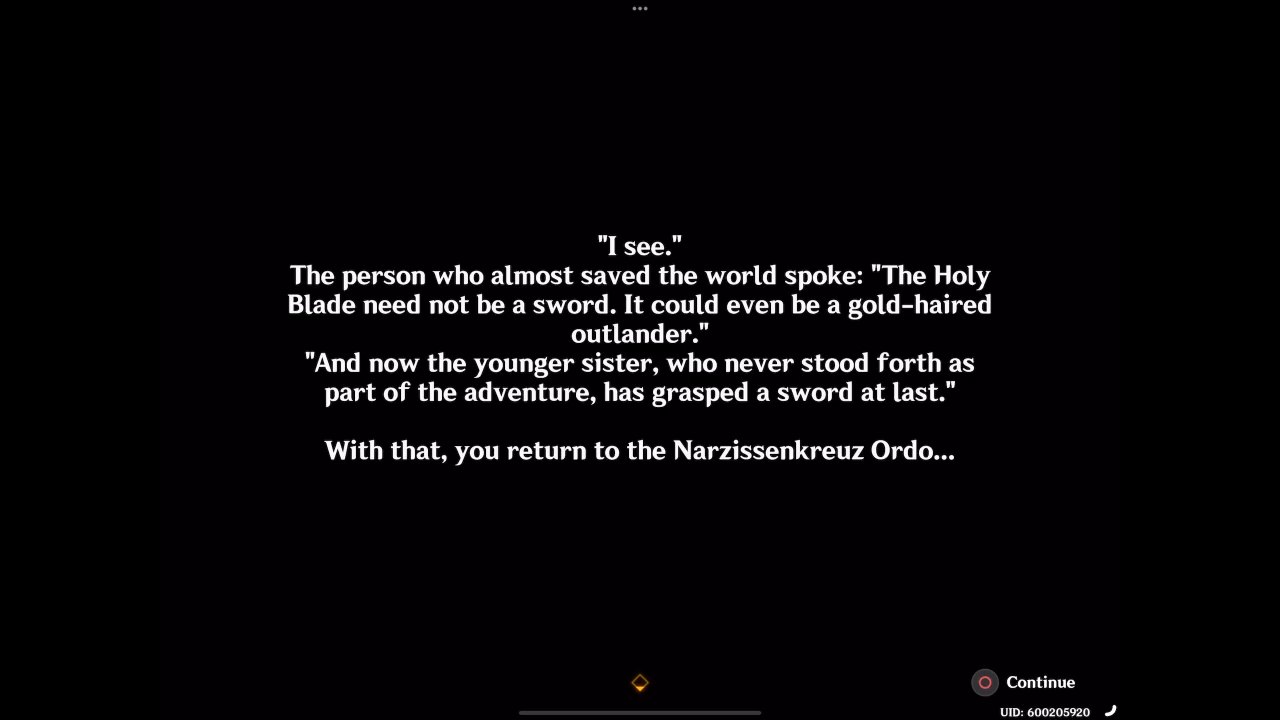 "I see."
The person who almost saved the world spoke: "The Holy
Blade need not be a sword. It could even be a gold-haired
outlander."
"And now the younger sister, who never stood forth as
part of the adventure, has grasped a sword at last."
With that, you return to the Narzissenkreuz Ordo...
Continue
UID: 600205920